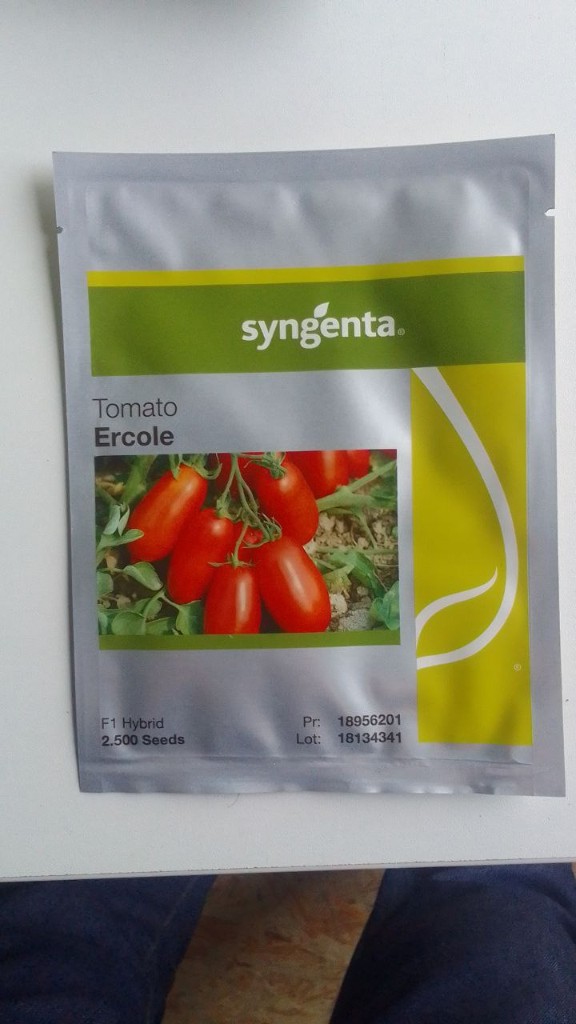 syngenta®
Tomato
Ercole
F1 Hybrid
2.500 Seeds
Pr: 18956201
Lot: 18134341
®